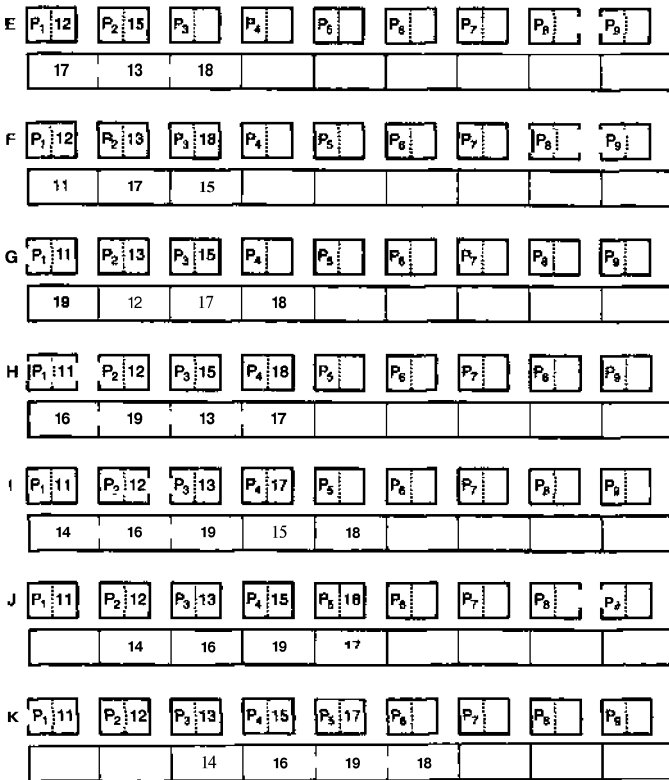 E P1 12 P2 15 P3 P4 P5 P6 P7 P8 P9
17 13 18
F P1 12 P2 13 P3 18 P4 P5 P6 P7 P8 P9
11 17 15
G P1 11 P2 13 P3 15 P4 P5 P6 P7 P8 P9
19 12 17 18
H P1 11 P2 12 P3 15 P4 18 P5 P6 P7 P8 P9
16 19 13 17
I P1 11 P2 12 P3 13 P4 17 P5 P6 P7 P8 P9
14 16 19 15 18
J P1 11 P2 12 P3 13 P4 15 P5 18 P6 P7 P8 P9
14 16 19 17
K P1 11 P2 12 P3 13 P4 15 P5 17 P6 P7 P8 P9
14 16 19 18